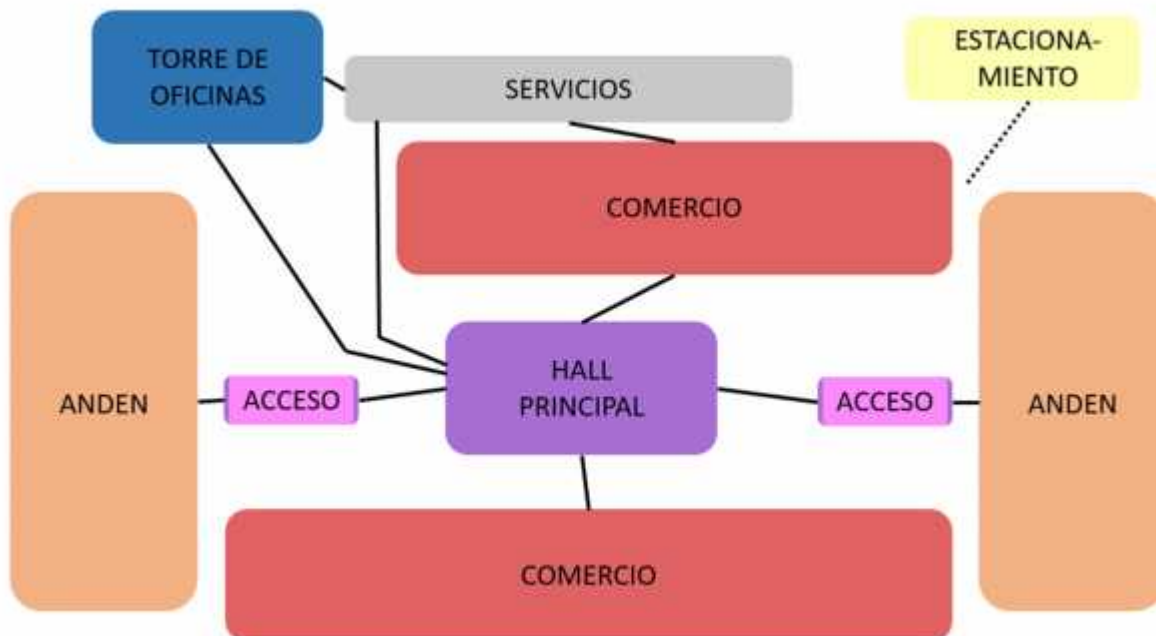 TORRE DE
OFICINAS
SERVICIOS
ESTACIONA-
MIENTO
COMERCIO
ANDEN
ACCESO
HALL
PRINCIPAL
ACCESO
ANDEN
COMERCIO